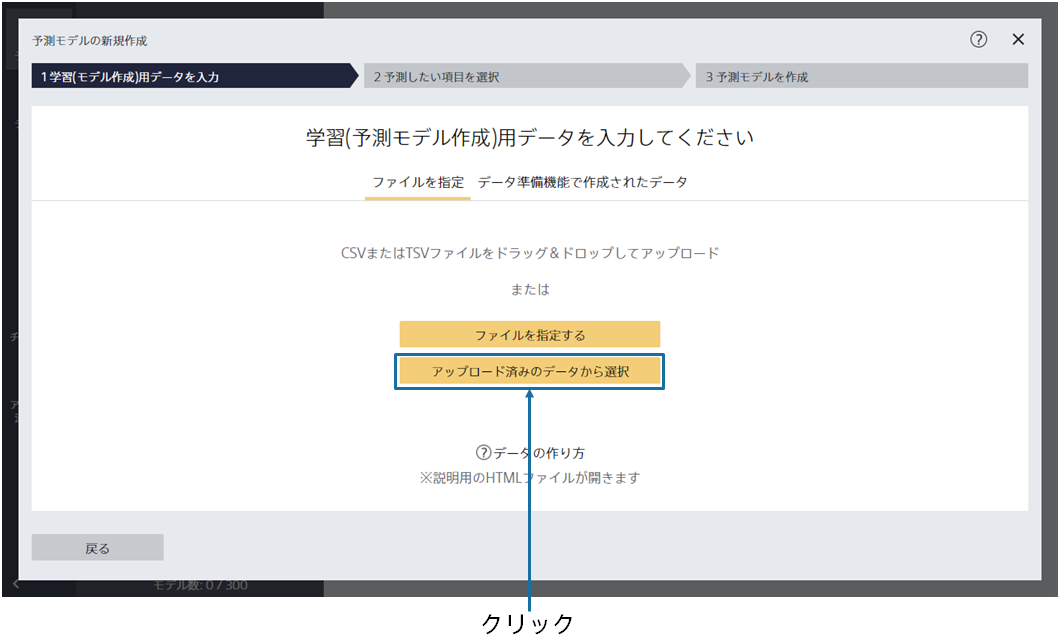 予測モデルの新規作成
1 学習(モデル作成)用データを入力
2 予測したい項目を選択
3 予測モデルを作成
学習(予測モデル作成)用データを入力してください
ファイルを指定 データ準備機能で作成されたデータ
CSVまたはTSVファイルをドラッグ&ドロップしてアップロード
または
ファイルを指定する
アップロード済みのデータから選択
?データの作り方
※説明用のHTMLファイルが開きます
戻る
モデル数: 0 / 300
クリック